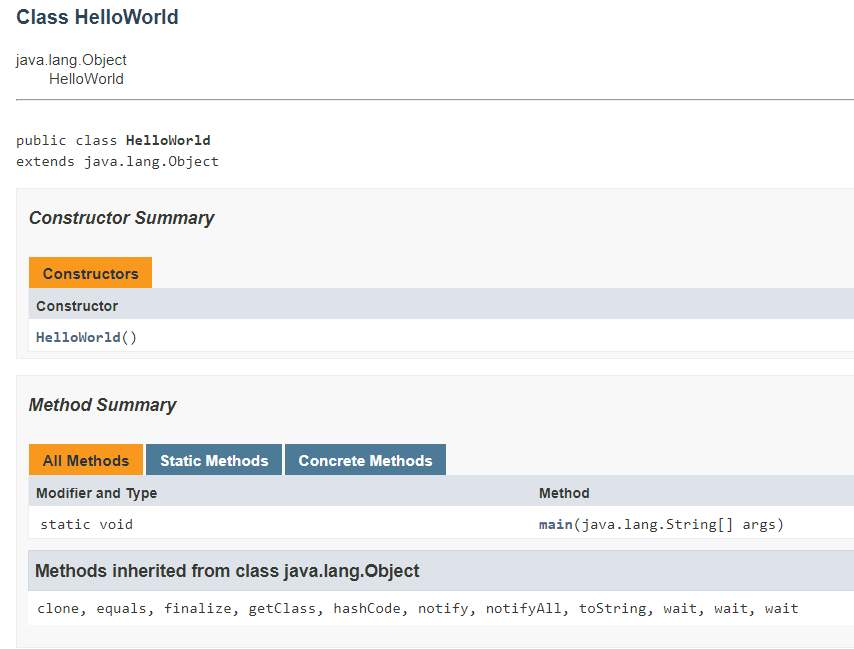 Class HelloWorld
java.lang.Object
HelloWorld
public class HelloWorld
extends java.lang.Object
Constructor Summary
Constructors
Constructor
HelloWorld()
Method Summary
All Methods Static Methods Concrete Methods
Modifier and Type Method
static void main(java.lang.String[] args)
Methods inherited from class java.lang.Object
clone, equals, finalize, getClass, hashCode, notify, notifyAll, toString, wait, wait, wait